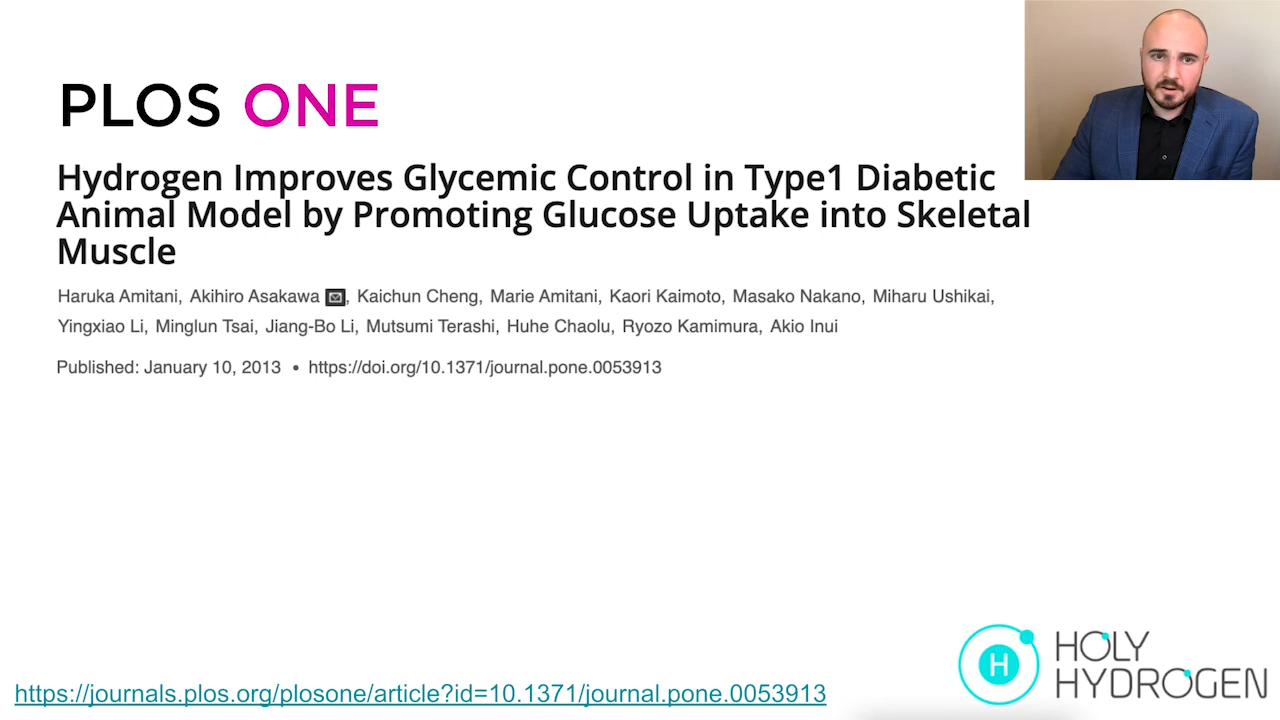 PLOS ONE
Hydrogen Improves Glycemic Control in Type1 Diabetic
Animal Model by Promoting Glucose Uptake into Skeletal
Muscle
Haruka Amitani, Akihiro Asakawa , Kaichun Cheng, Marie Amitani, Kaori Kaimoto, Masako Nakano, Miharu Ushikai,
Yingxiao Li, Minglun Tsai, Jiang-Bo Li, Mutsumi Terashi, Huhe Chaolu, Ryozo Kamimura, Akio Inui
Published: January 10, 2013 • https://doi.org/10.1371/journal.pone.0053913
H
HOLY
HYDROGEN
https://journals.plos.org/plosone/article?id=10.1371/journal.pone.0053913